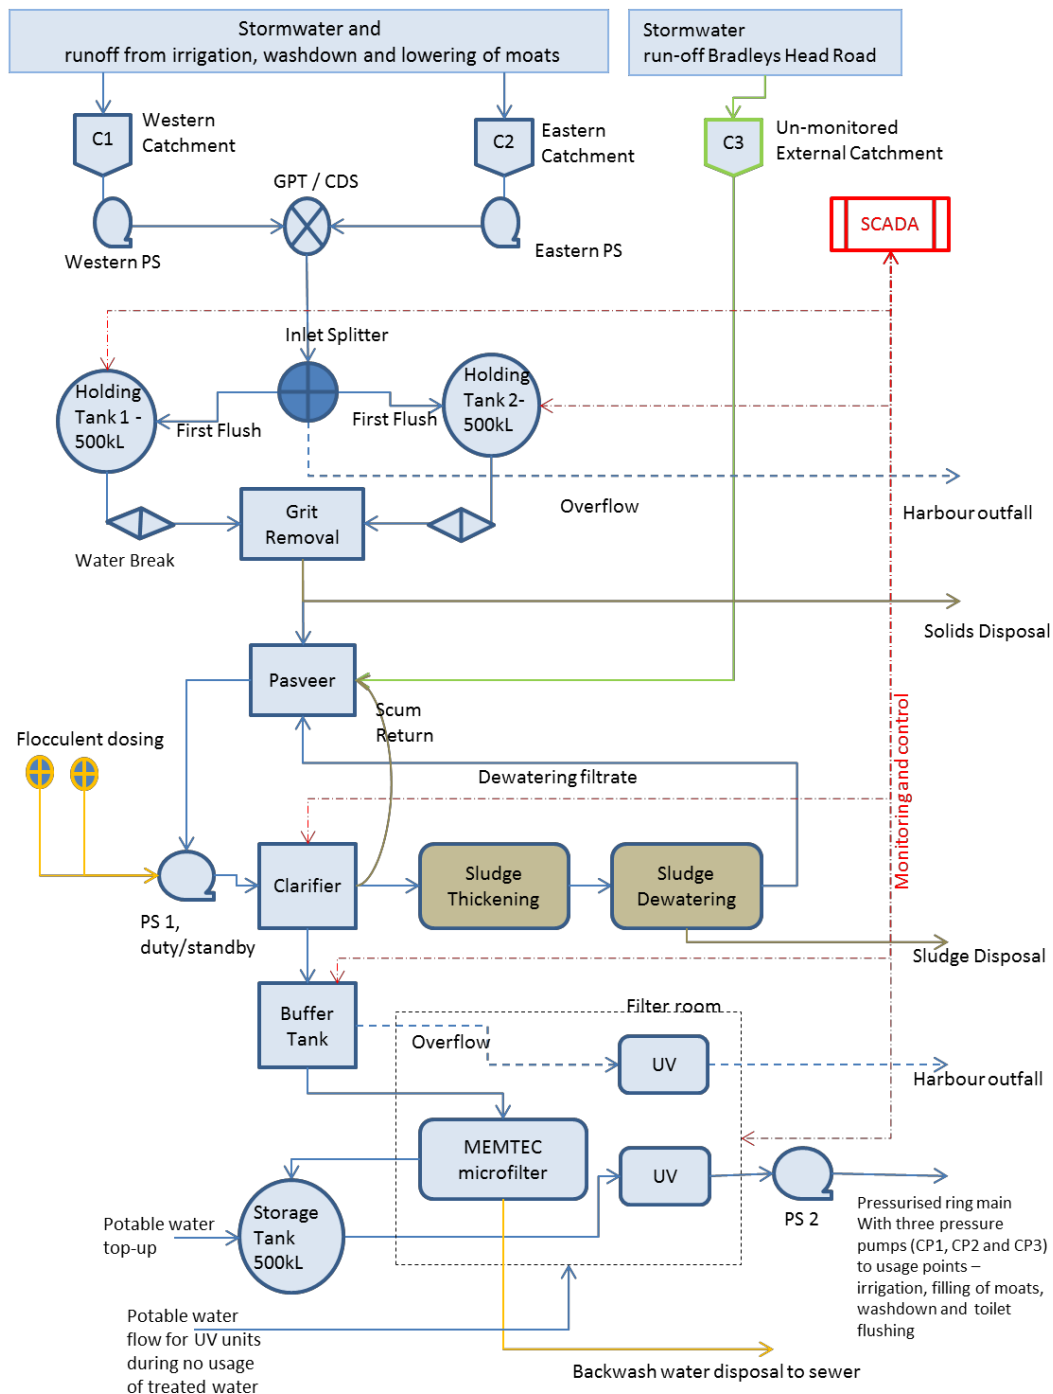 Stormwater and
runoff from irrigation, washdown and lowering of moats
Stormwater
run-off Bradleys Head Road
C1
Western
Catchment
C2
Eastern
Catchment
C3
Un-monitored
External Catchment
GPT / CDS
SCADA
Western PS
Eastern PS
Inlet Splitter
Holding
Tank 1 -
500kL
First Flush
First Flush
Holding
Tank 2-
500kL
Overflow
Harbour outfall
Grit
Removal
Water Break
Solids Disposal
Pasveer
Scum
Return
Monitoring and control
Flocculent dosing
Dewatering filtrate
Clarifier
Sludge
Thickening
Sludge
Dewatering
PS 1,
duty/standby
Sludge Disposal
Buffer
Tank
Filter room
Overflow
UV
Harbour outfall
MEMTEC
microfilter
UV
PS 2
Pressurised ring main
With three pressure
pumps (CP1, CP2 and CP3)
to usage points –
irrigation, filling of moats,
washdown and toilet
flushing
Potable water
top-up
Storage
Tank
500kL
Potable water
flow for UV units
during no usage
of treated water
Backwash water disposal to sewer